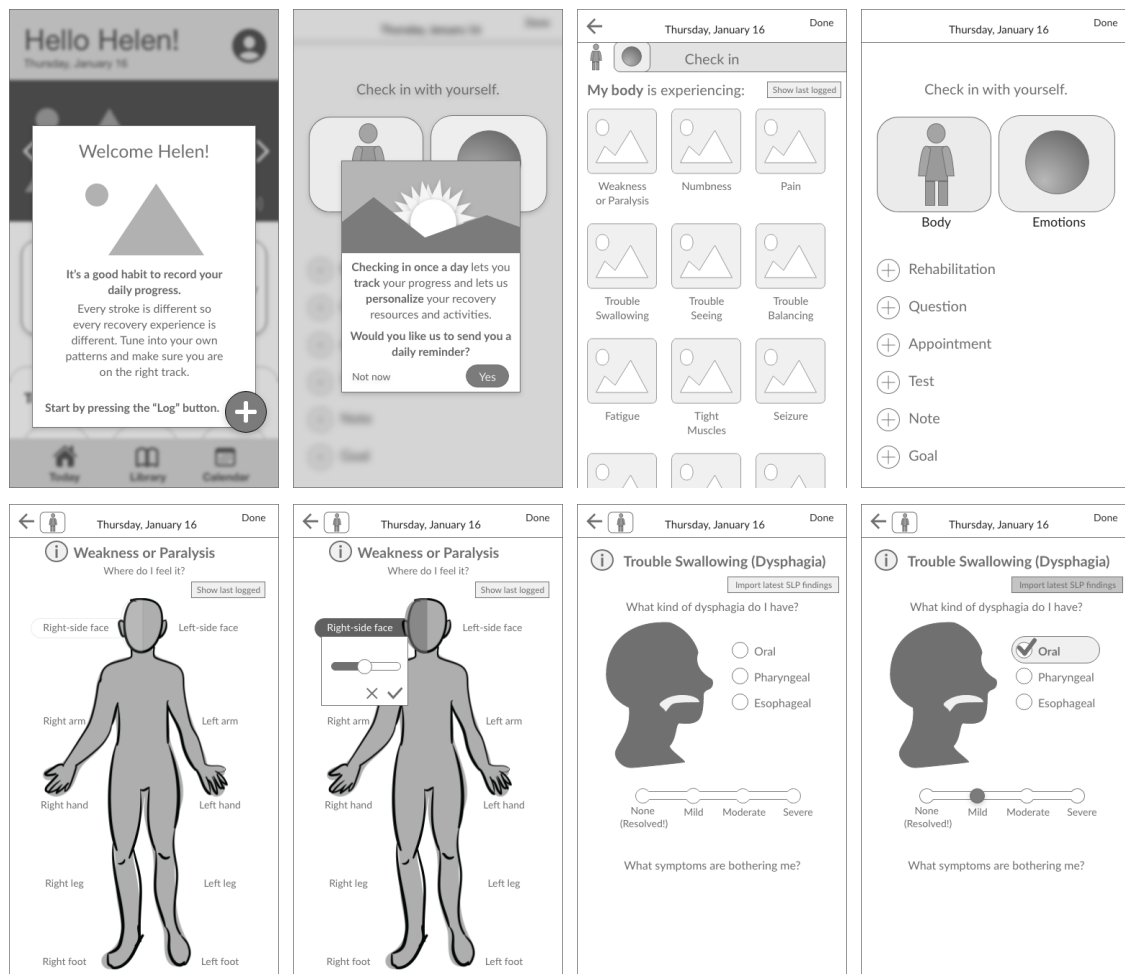 Hello Helen!
Thursday, January 16
Welcome Helen!
It's a good habit to record your
daily progress.
Every stroke is different so
every recovery experience is
different. Tune into your own
patterns and make sure you are
on the right track.
Start by pressing the “Log” button.
Today
Library
Calendar
Thursday, January 16
Done
Check in with yourself.
Checking in once a day lets you
track your progress and lets us
personalize your recovery
resources and activities.
Would you like us to send you a
daily reminder?
Not now
Yes
Note
Goal
Thursday, January 16
Done
Check in
My body is experiencing:
Show last logged
Weakness
or Paralysis
Numbness
Pain
Trouble
Swallowing
Trouble
Seeing
Trouble
Balancing
Fatigue
Tight
Muscles
Seizure
Thursday, January 16
Done
Check in with yourself.
Body
Emotions
Rehabilitation
Question
Appointment
Test
Note
Goal
Thursday, January 16
Done
i
Weakness or Paralysis
Where do I feel it?
Show last logged
Right-side face
Left-side face
Right arm
Left arm
Right hand
Left hand
Right leg
Left leg
Right foot
Left foot
Thursday, January 16
Done
i
Weakness or Paralysis
Where do I feel it?
Show last logged
Right-side face
Left-side face
Right arm
Left arm
Right hand
Left hand
Right leg
Left leg
Right foot
Left foot
Thursday, January 16
Done
i
Trouble Swallowing (Dysphagia)
Import latest SLP findings
What kind of dysphagia do I have?
Oral
Pharyngeal
Esophageal
None
(Resolved!)
Mild
Moderate
Severe
What symptoms are bothering me?
Thursday, January 16
Done
i
Trouble Swallowing (Dysphagia)
Import latest SLP findings
What kind of dysphagia do I have?
Oral
Pharyngeal
Esophageal
None
(Resolved!)
Mild
Moderate
Severe
What symptoms are bothering me?